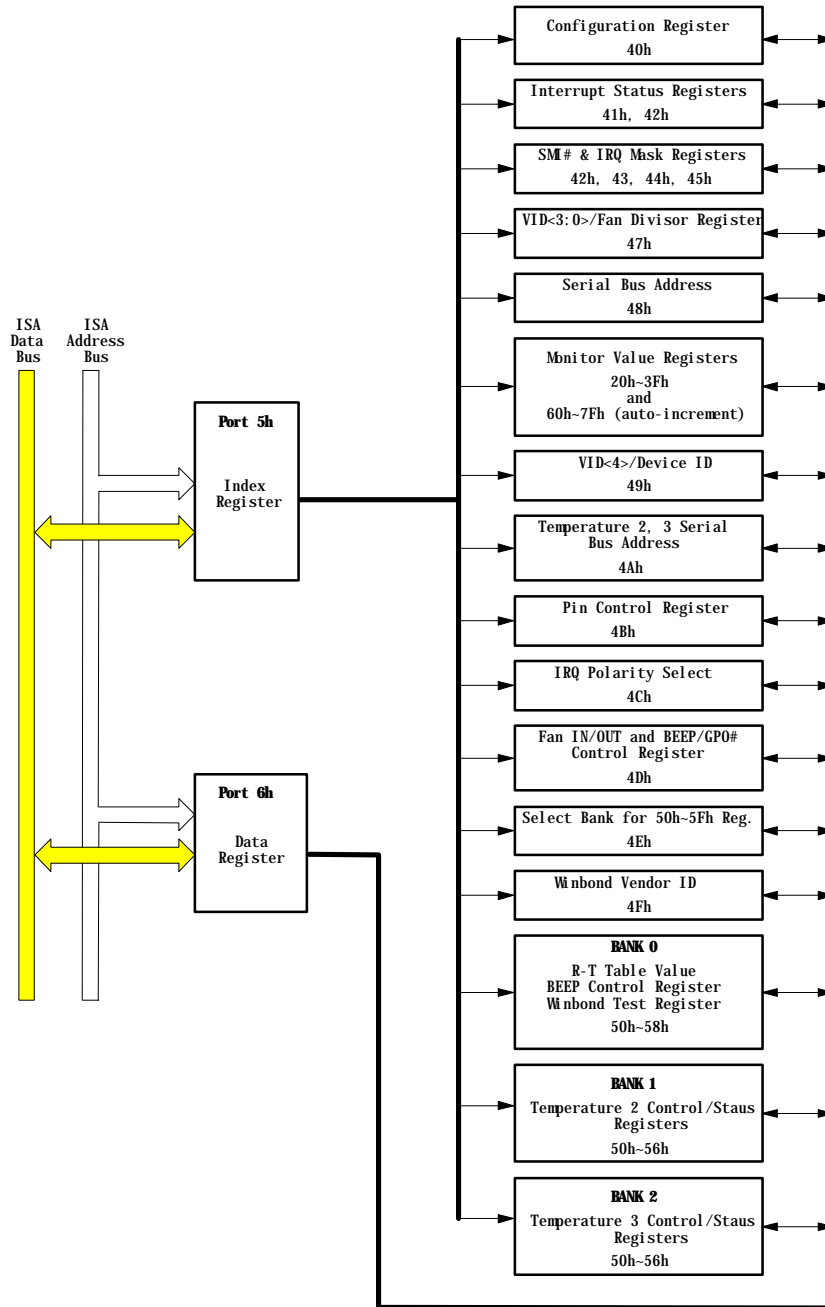 Configuration Register
40h
Interrupt Status Registers
41h, 42h
SMI# & IRQ Mask Registers
42h, 43, 44h, 45h
VID<3:0>/Fan Divisor Register
47h
Serial Bus Address
48h
ISA
Data
Bus
ISA
Address
Bus
Monitor Value Registers
20h~3Fh
and
60h~7Fh (auto-increment)
Port 5h
Index
Register
VID<4>/Device ID
49h
Temperature 2, 3 Serial
Bus Address
4Ah
Pin Control Register
4Bh
IRQ Polarity Select
4Ch
Fan IN/OUT and BEEP/GPO#
Control Register
4Dh
Port 6h
Data
Register
Select Bank for 50h~5Fh Reg.
4Eh
Winbond Vendor ID
4Fh
BANK 0
R-T Table Value
BEEP Control Register
Winbond Test Register
50h~58h
BANK 1
Temperature 2 Control/Staus
Registers
50h~56h
BANK 2
Temperature 3 Control/Staus
Registers
50h~56h